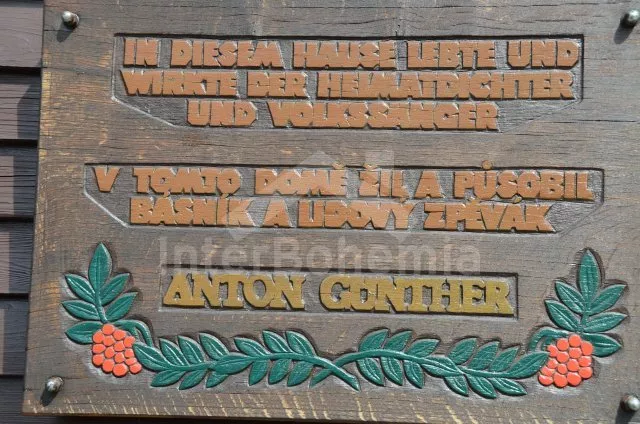 IN DIESEM HAUSE LEBTE UND
WIRKTE DER HEIMATDICHTER
UND VOLKSSÄNGER
V TOMTO DOMĚ ŽIL A PŮSOBIL
BÁSNÍK A LIDOVÝ ZPĚVÁK
InterBohemia
ANTON GÜNTHER